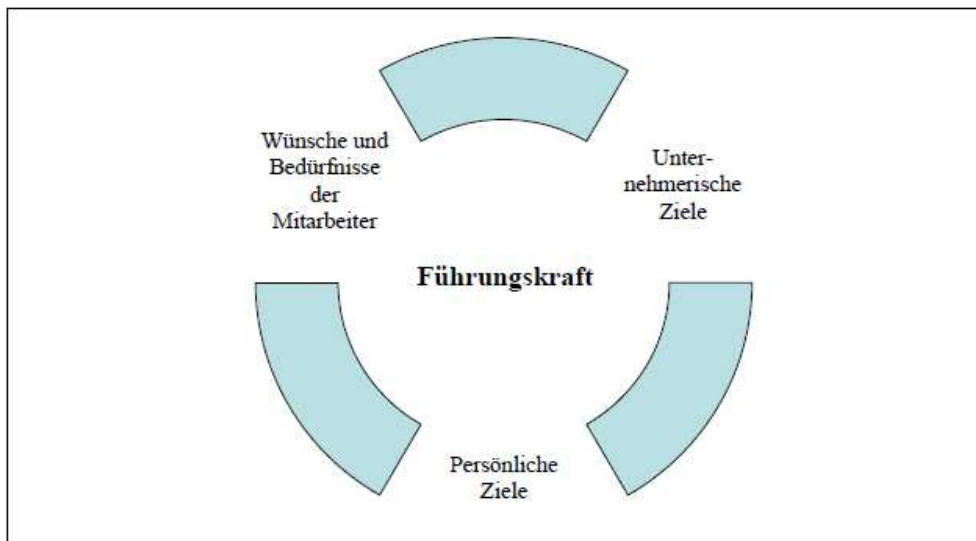 Wünsche und
Bedürfnisse
der
Mitarbeiter
Unter-
nehmerische
Ziele
Führungskraft
Persönliche
Ziele